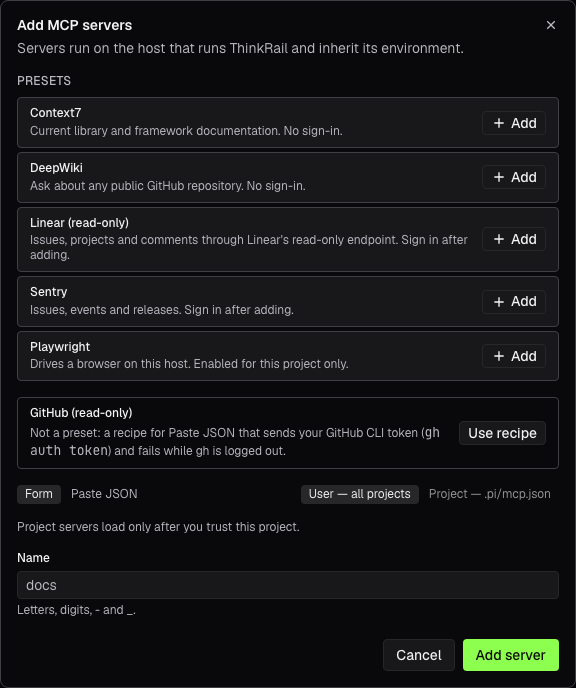 Add MCP servers
Servers run on the host that runs ThinkRail and inherit its environment.
PRESETS
Context7
Current library and framework documentation. No sign-in.
+ Add
DeepWiki
Ask about any public GitHub repository. No sign-in.
+ Add
Linear (read-only)
Issues, projects and comments through Linear's read-only endpoint. Sign in after
adding.
+ Add
Sentry
Issues, events and releases. Sign in after adding.
+ Add
Playwright
Drives a browser on this host. Enabled for this project only.
+ Add
GitHub (read-only)
Not a preset: a recipe for Paste JSON that sends your GitHub CLI token (gh
auth token) and fails while gh is logged out.
Use recipe
Form Paste JSON User — all projects Project — .pi/mcp.json
Project servers load only after you trust this project.
Name
docs
Letters, digits, - and _.
Cancel Add server